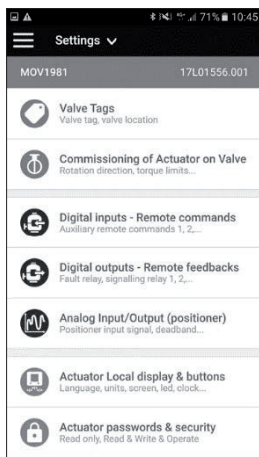 71% 10:45
Settings
MOV1981 17L01556.001
Valve Tags
Valve tag, valve location
Commissioning of Actuator on Valve
Rotation direction, torque limits...
Digital inputs - Remote commands
Auxiliary remote commands 1, 2,...
Digital outputs - Remote feedbacks
Fault relay, signalling relay 1, 2,...
Analog Input/Output (positioner)
Positioner input signal, deadband...
Actuator Local display & buttons
Language, units, screen, led, clock...
Actuator passwords & security
Read only, Read & Write & Operate